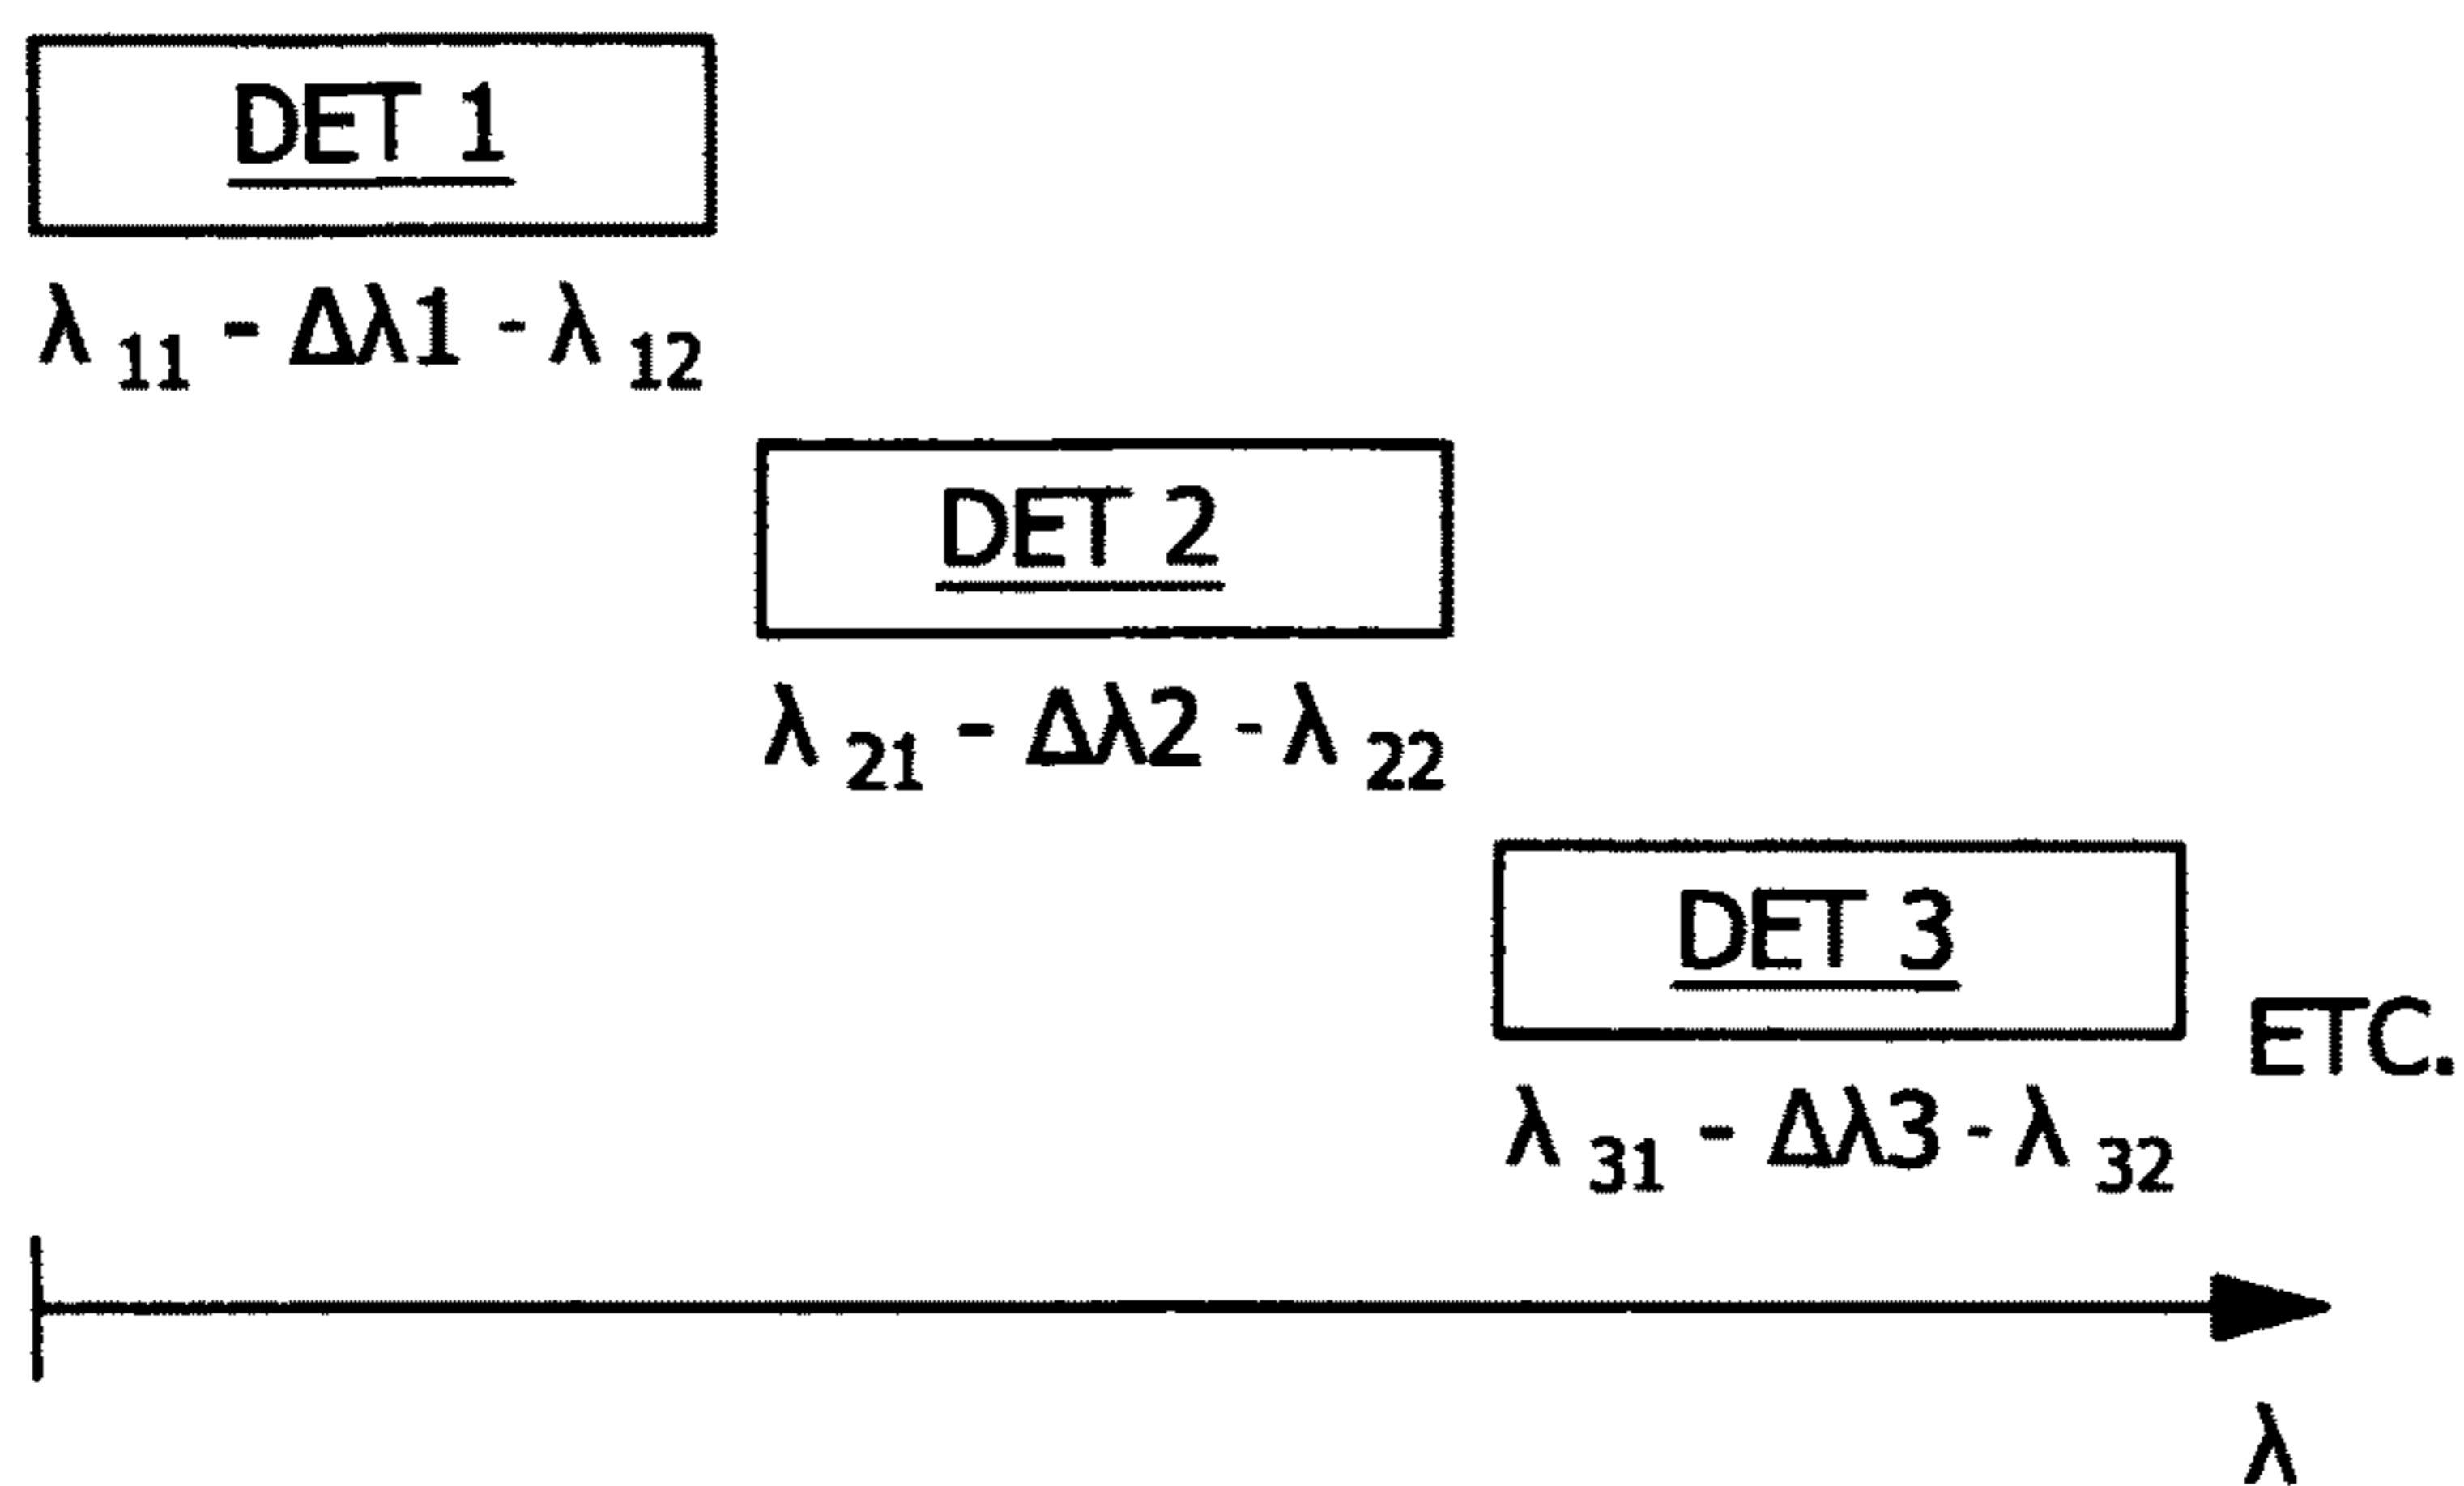 DET 1
λ 11 - Δλ1 - λ 12
DET 2
λ 21 - Δλ2 - λ 22
DET 3
ETC.
λ 31 - Δλ3 - λ 32
λ